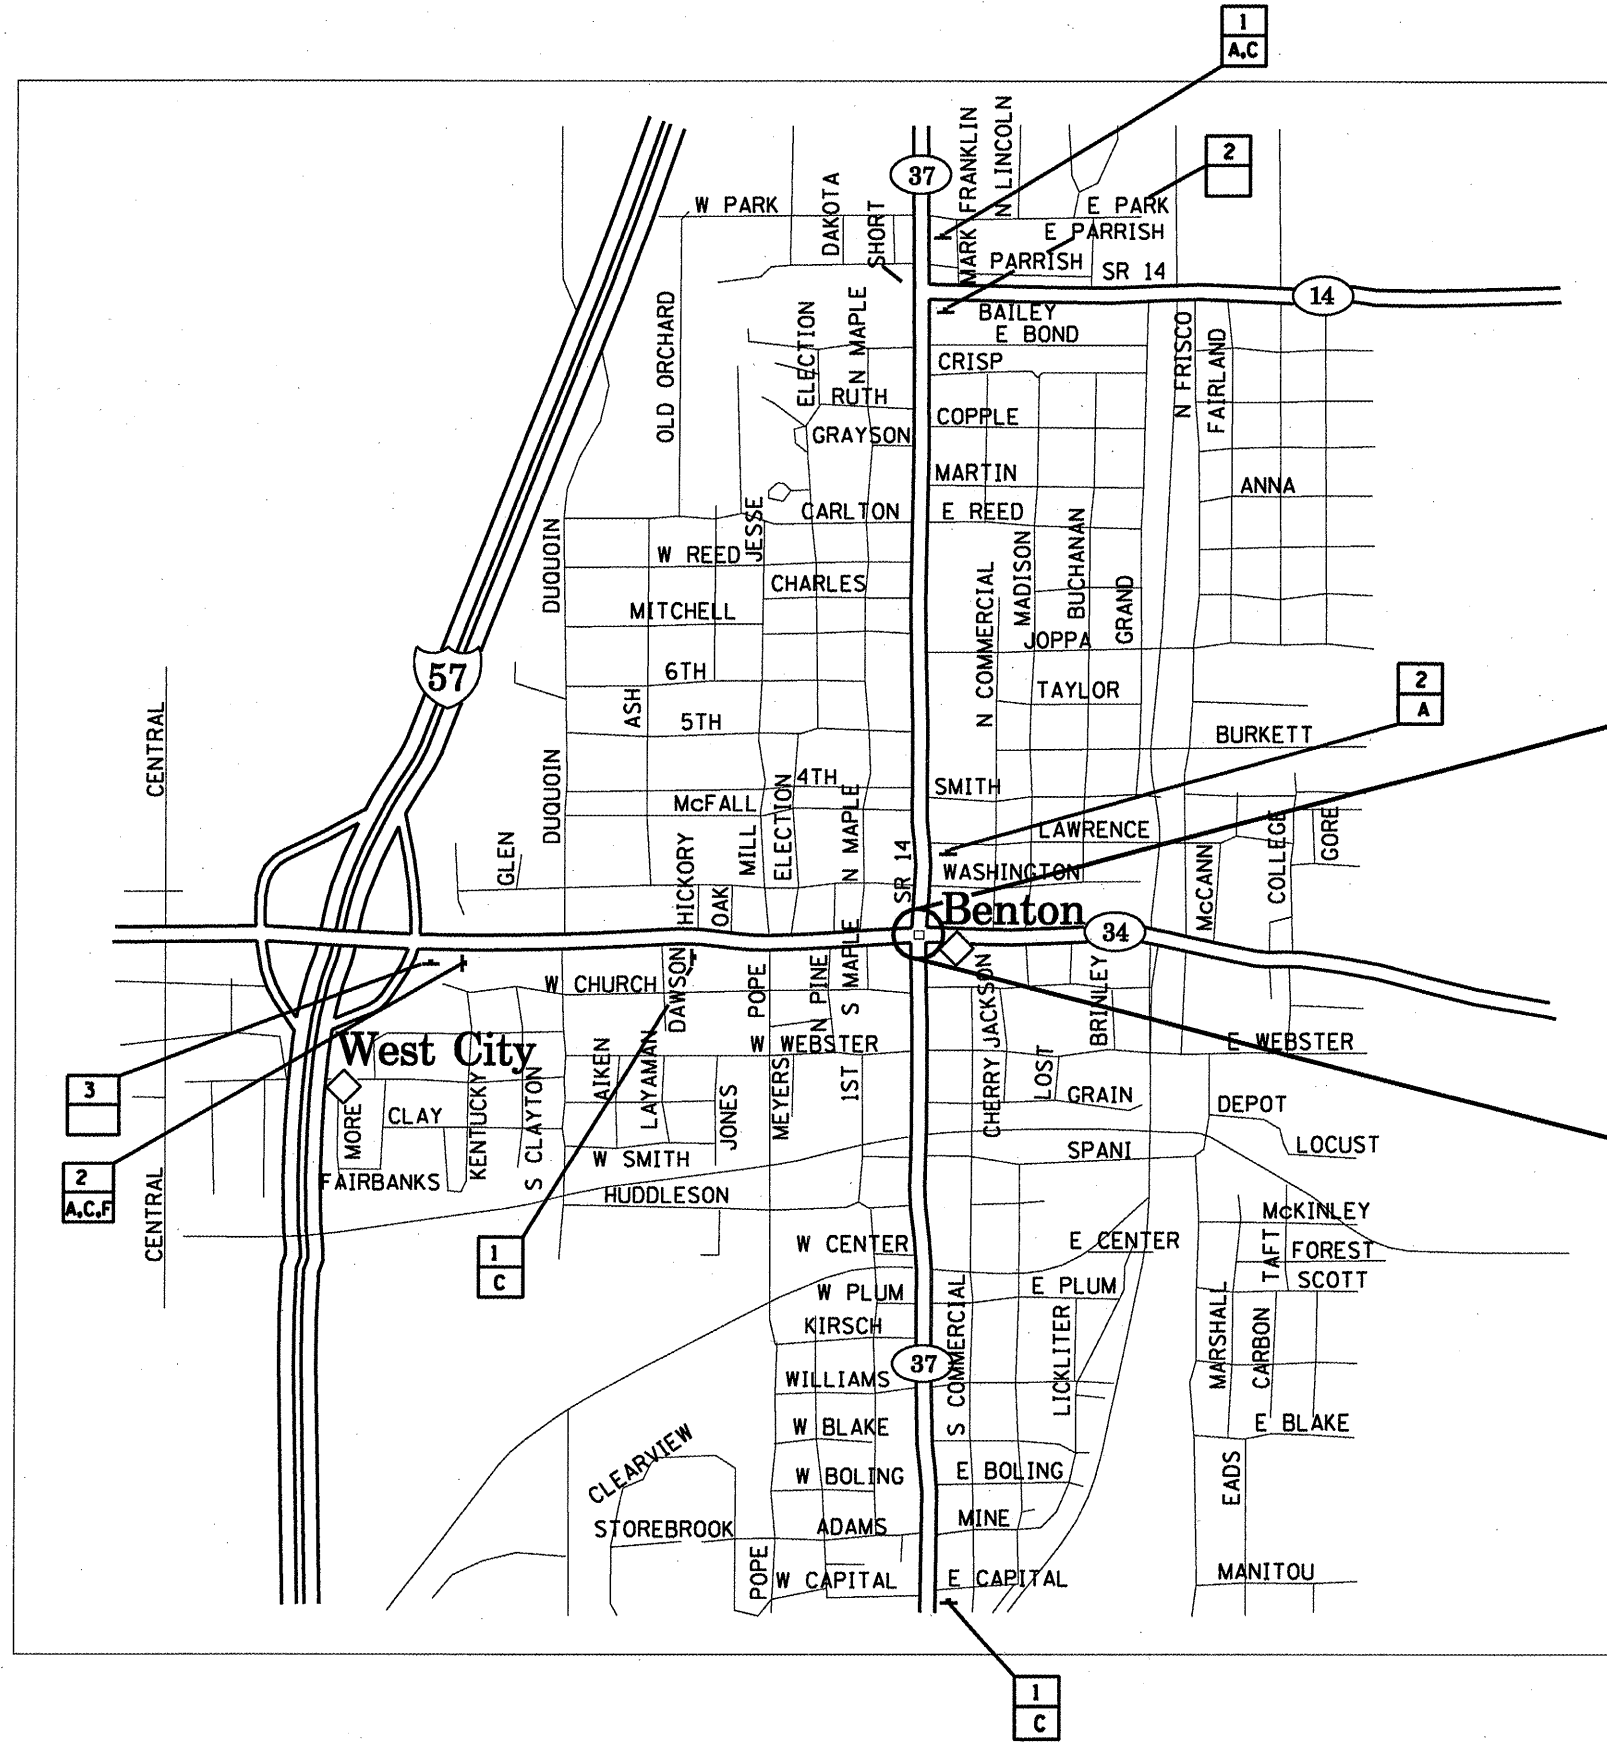 1
A,C
2
37
MARK FRANKLIN
N LINCOLN
W PARK
DAKOTA
SHORT
E PARK
E PARRISH
PARRISH
SR 14
14
OLD ORCHARD
ELECTION
N MAPLE
BAILEY
E BOND
CRISP
N FRISCO
FAIRLAND
RUTH
COPPLE
GRAYSON
MARTIN
ANNA
JESSE
CARLTON
E REED
DUQUOIN
W REED
CHARLES
MADISON
BUCHANAN
GRAND
N COMMERCIAL
MITCHELL
JOPPA
57
6TH
TAYLOR
2
A
ASH
5TH
BURKETT
CENTRAL
DUQUOIN
4TH
SMITH
McFALL
ELECTION
N MAPLE
LAWRENCE
GORE
COLLEGE
GLEN
HICKORY
MILL
SR 14
WASHINGTON
McCANN
OAK
Benton
34
W CHURCH
DAWSON
POPE
N PINE
S MAPLE
JACKSON
BRINLEY
West City
W WEBSTER
E WEBSTER
3
AIKEN
LAYAMAN
MEYERS
1ST
CHERRY
LOST
GRAIN
DEPOT
MORE
CLAY
KENTUCKY
S CLAYTON
JONES
SPANI
LOCUST
2
A,C,F
W SMITH
FAIRBANKS
HUDDLESON
CENTRAL
McKINLEY
1
C
W CENTER
E CENTER
TAFT
FOREST
SCOTT
W PLUM
E PLUM
KIRSCH
S COMMERCIAL
LICKLITER
MARSHALL
CARBON
37
WILLIAMS
W BLAKE
E BLAKE
CLEARVIEW
W BOLING
E BOLING
EADS
STOREBROOK
ADAMS
MINE
POPE
W CAPITAL
E CAPITAL
MANITOU
1
C